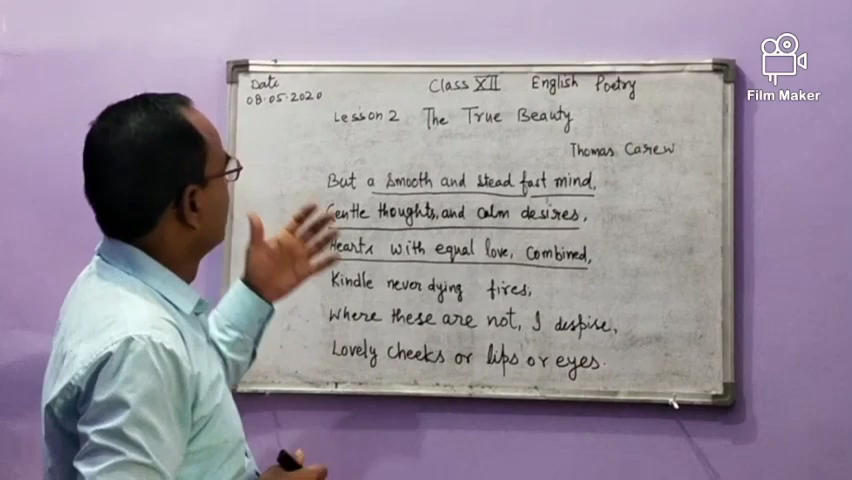 Date
08.05.2020
Class XII English Poetry
Lesson 2 The True Beauty
Thomas Carew
But a smooth and stead fast mind,
Gentle thoughts, and calm desires,
Hearts with equal love, combined,
Kindle never dying fires,
Where these are not, I despise,
Lovely cheeks or lips or eyes.
Film Maker